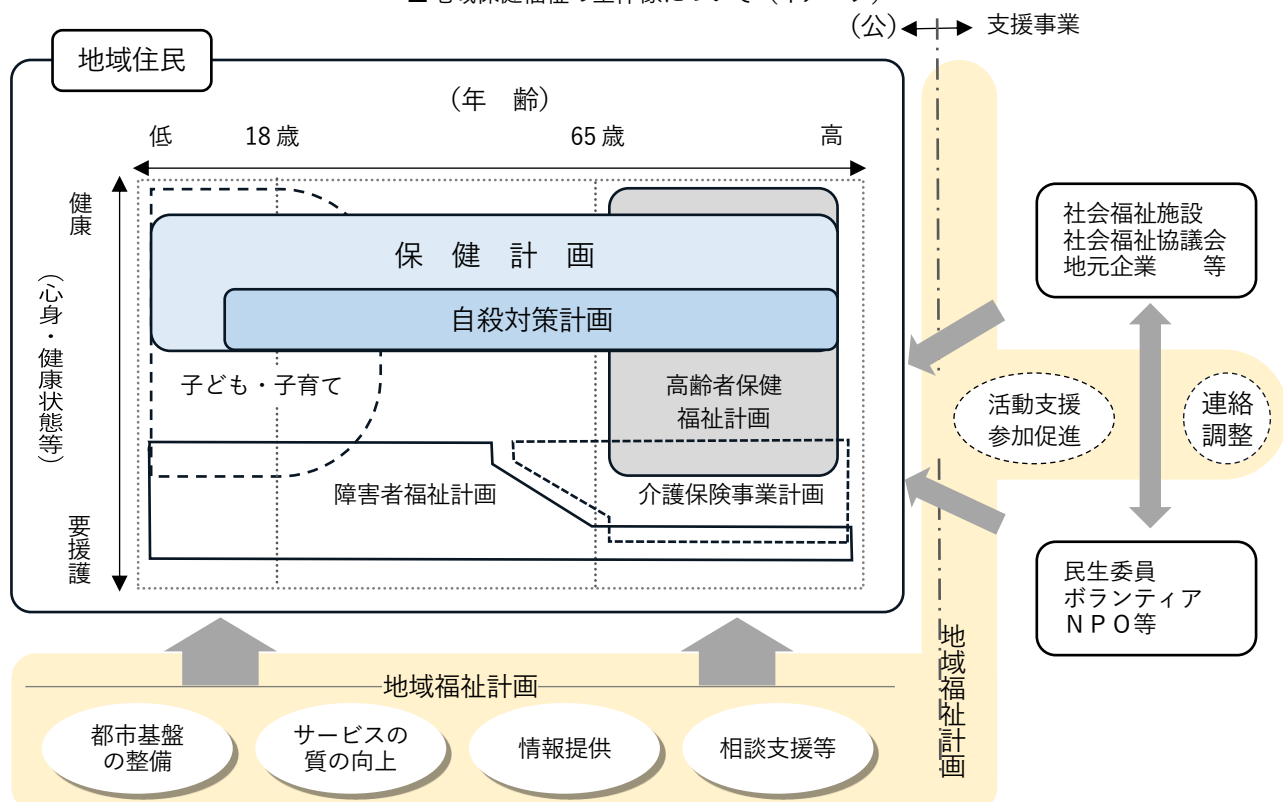 (公)
支援事業
地域住民
(年　齢)
低
18歳
65歳
高
健康
(心身・健康状態等)
要援護
保　健　計　画
自殺対策計画
子ども・子育て
高齢者保健
福祉計画
障害者福祉計画
介護保険事業計画
社会福祉施設
社会福祉協議会
地元企業　　等
活動支援
参加促進
連絡
調整
民生委員
ボランティア
ＮＰＯ等
地域福祉計画
地域福祉計画
都市基盤
の整備
サービスの
質の向上
情報提供
相談支援等